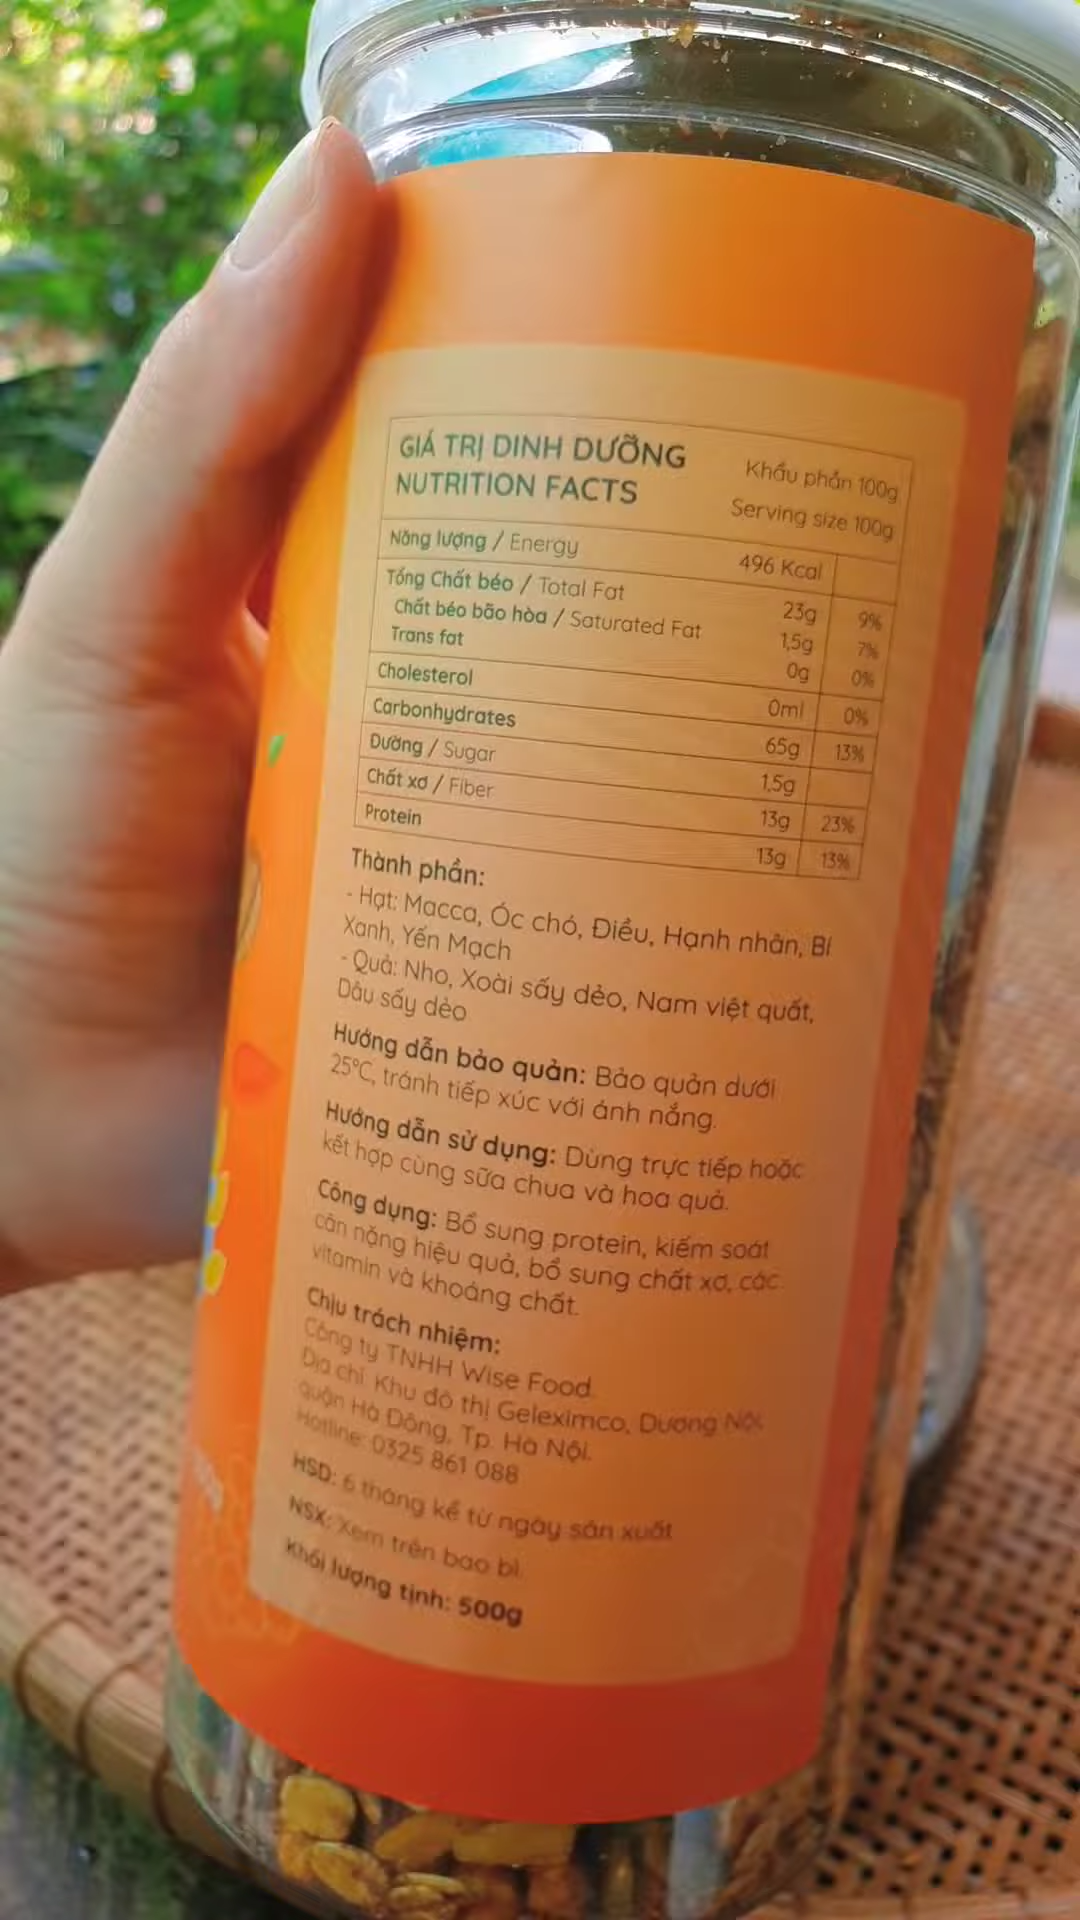 GIÁ TRỊ DINH DƯỠNG
NUTRITION FACTS
Khẩu phần 100g
Serving size 100g
Năng lượng / Energy 496 Kcal
Tổng Chất béo / Total Fat 23g 9%
Chất béo bão hòa / Saturated Fat 1,5g 7%
Trans fat 0g 0%
Cholesterol 0ml 0%
Carbonhydrates 65g 13%
Đường / Sugar 1,5g
Chất xơ / Fiber 13g 23%
Protein 13g 13%
Thành phần:
- Hạt: Macca, Óc chó, Điều, Hạnh nhân, Bí
Xanh, Yến Mạch
- Quả: Nho, Xoài sấy dẻo, Nam việt quất,
Dâu sấy dẻo
Hướng dẫn bảo quản: Bảo quản dưới
25°C, tránh tiếp xúc với ánh nắng.
Hướng dẫn sử dụng: Dùng trực tiếp hoặc
kết hợp cùng sữa chua và hoa quả.
Công dụng: Bổ sung protein, kiểm soát
cân nặng hiệu quả, bổ sung chất xơ, các
vitamin và khoáng chất.
Chịu trách nhiệm:
Công ty TNHH Wise Food
Địa chỉ: Khu đô thị Geleximco, Dương Nội,
quận Hà Đông, Tp. Hà Nội.
Hotline: 0325 861 088
HSD: 6 tháng kể từ ngày sản xuất
NSX: Xem trên bao bì
Khối lượng tịnh: 500g